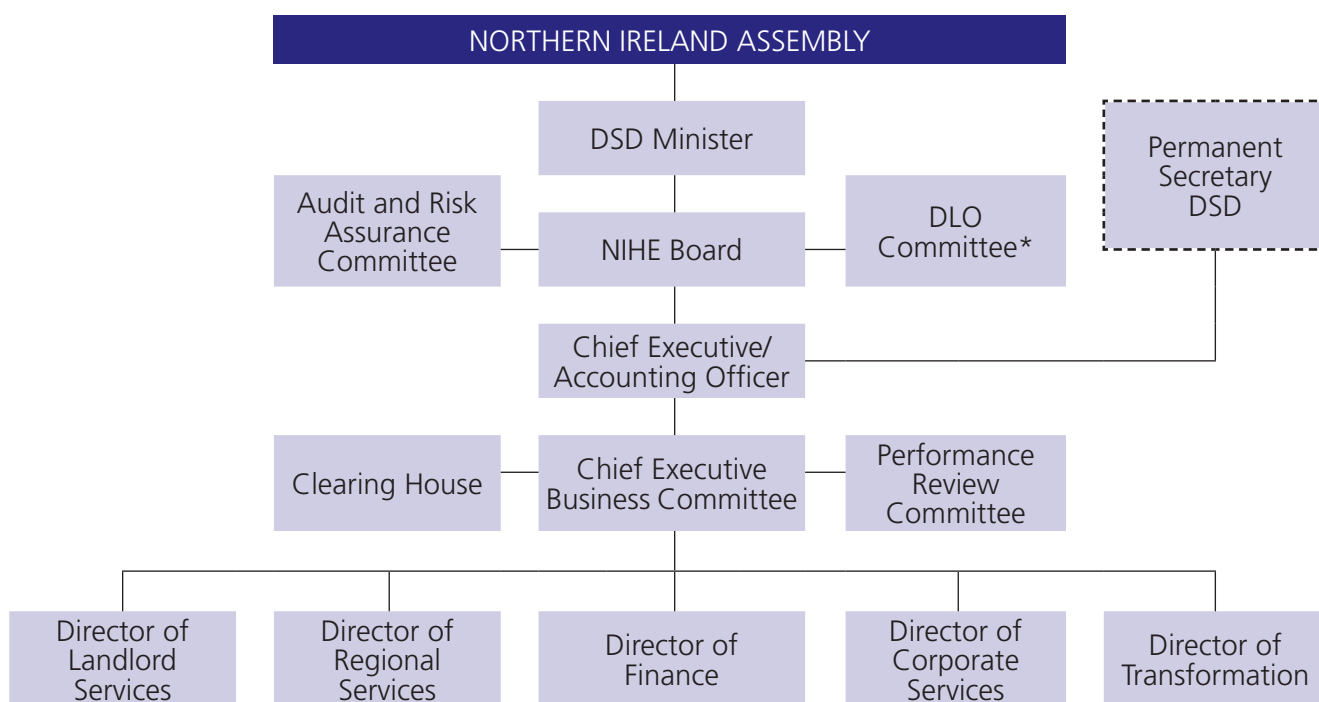 NORTHERN IRELAND ASSEMBLY
DSD Minister
Permanent
Secretary
DSD
Audit and Risk
Assurance
Committee
NIHE Board
DLO
Committee*
Chief Executive/
Accounting Officer
Clearing House
Chief Executive
Business Committee
Performance
Review
Committee
Director of
Landlord
Services
Director of
Regional
Services
Director of
Finance
Director of
Corporate
Services
Director of
Transformation